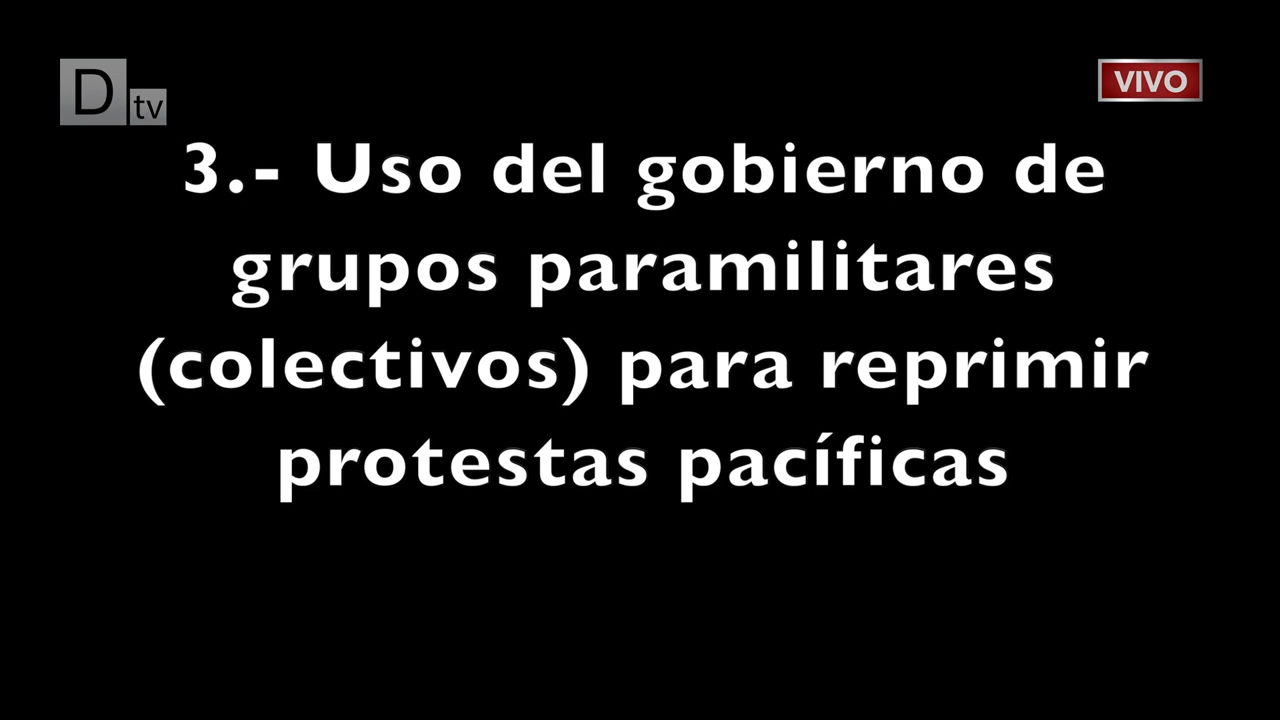 D tv
VIVO
3.- Uso del gobierno de
grupos paramilitares
(colectivos) para reprimir
protestas pacíficas